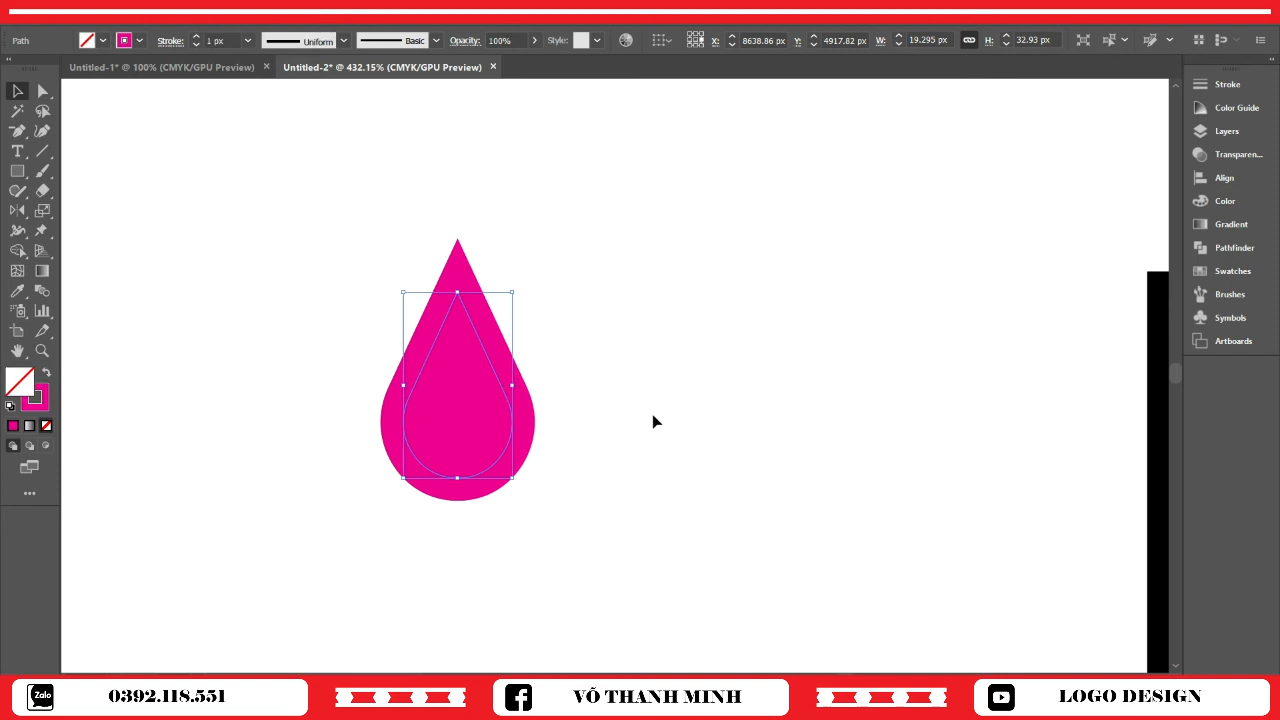 Path
Stroke:
1 px
Uniform
Basic
Opacity:
100%
Style:
X:
8638.86 px
Y:
4917.82 px
W:
19.295 px
H:
32.93 px
Untitled-1* @ 100% (CMYK/GPU Preview)
Untitled-2* @ 432.15% (CMYK/GPU Preview)
Stroke
Color Guide
Layers
Transparen...
Align
Color
Gradient
Pathfinder
Swatches
Brushes
Symbols
Artboards
Zalo
0392.118.551
VÕ THANH MINH
LOGO DESIGN